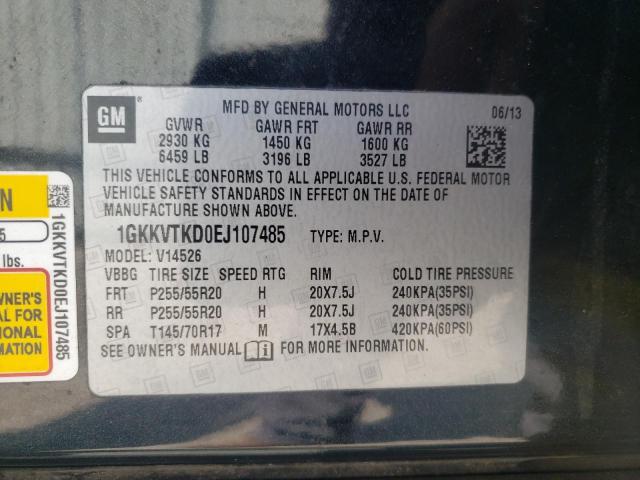 GM
MFD BY GENERAL MOTORS LLC 06/13
GVWR GAWR FRT GAWR RR
2930 KG 1450 KG 1600 KG
6459 LB 3196 LB 3527 LB
THIS VEHICLE CONFORMS TO ALL APPLICABLE U.S. FEDERAL MOTOR
VEHICLE SAFETY STANDARDS IN EFFECT ON THE DATE OF
MANUFACTURE SHOWN ABOVE.
1GKKVTKD0EJ107485 TYPE: M.P.V.
MODEL: V14526
VBBG TIRE SIZE SPEED RTG RIM COLD TIRE PRESSURE
FRT P255/55R20 H 20X7.5J 240KPA(35PSI)
RR P255/55R20 H 20X7.5J 240KPA(35PSI)
SPA T145/70R17 M 17X4.5B 420KPA(60PSI)
SEE OWNER'S MANUAL FOR MORE INFORMATION.
5
lbs.
OWNER'S
FOR
1GKKVTKD0EJ107485